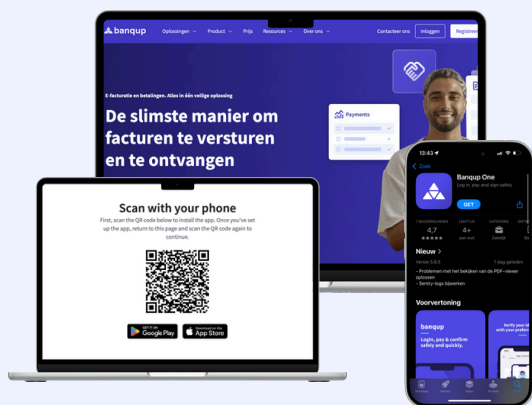 banqup
Oplossingen
Product
Prijs
Resources
Over ons
Contacteer ons
Inloggen
E-facturatie en betalingen. Alles in één veilige oplossing
De slimste manier om
facturen te versturen
en te ontvangen
Payments
Scan with your phone
First, scan the QR code below to install the app. Once you've set
up the app, return to this page and scan the QR code again to
continue.
GET IT ON
Google Play
Download on the
App Store
13:43
Zoek
Banqup One
Log in, pay and sign safely.
GET
4,7
4+
Nieuw
Versie 5.8.5
1 dag geleden
- Problemen met het bekijken van de PDF-viewer
oplossen
- Sentry-logs bijwerken
Voorvertoning
banqup
Login, pay & confirm
safely and quickly.